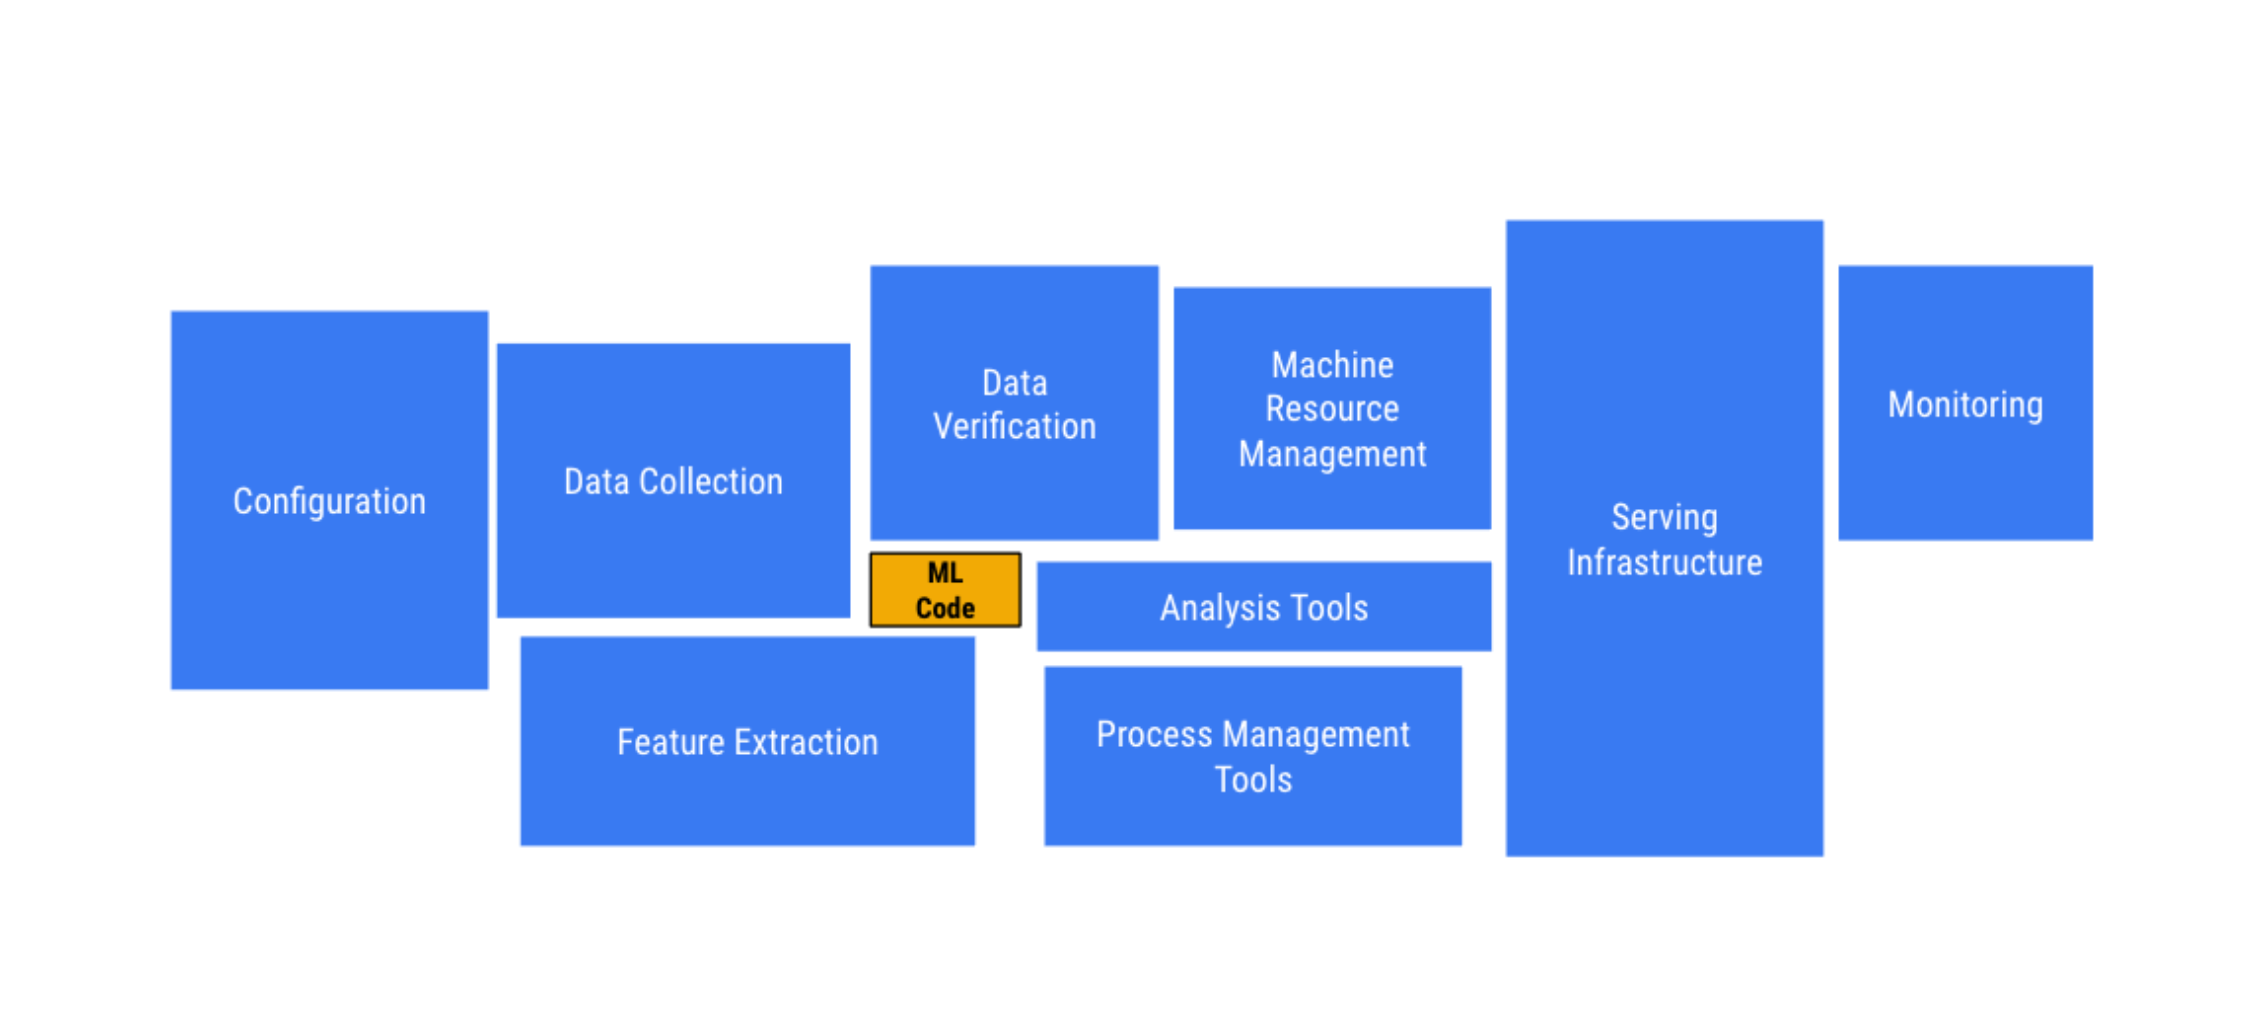 Configuration
Data Collection
Data
Verification
Machine
Resource
Management
Serving
Infrastructure
Monitoring
ML
Code
Analysis Tools
Feature Extraction
Process Management
Tools